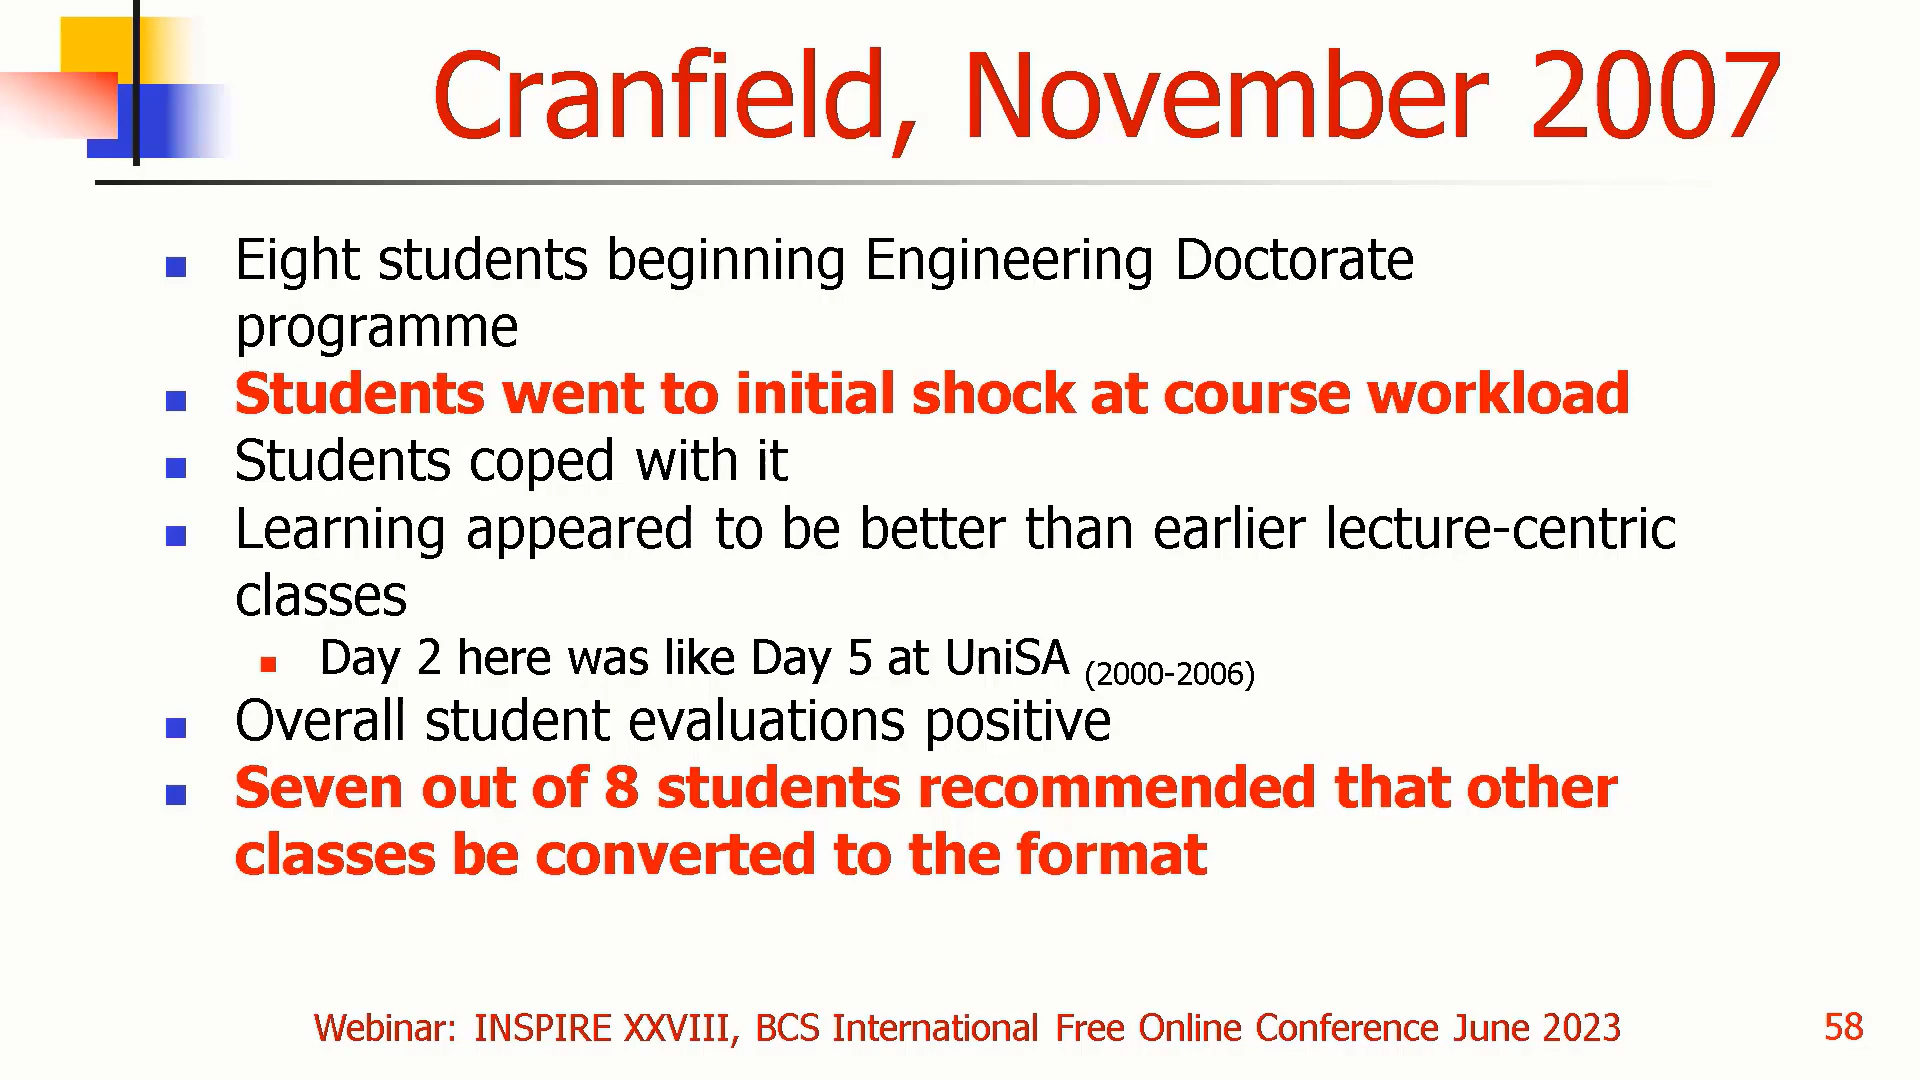 Cranfield, November 2007
Eight students beginning Engineering Doctorate
programme
Students went to initial shock at course workload
Students coped with it
Learning appeared to be better than earlier lecture-centric
classes
Day 2 here was like Day 5 at UniSA (2000-2006)
Overall student evaluations positive
Seven out of 8 students recommended that other
classes be converted to the format
Webinar: INSPIRE XXVIII, BCS International Free Online Conference June 2023
58